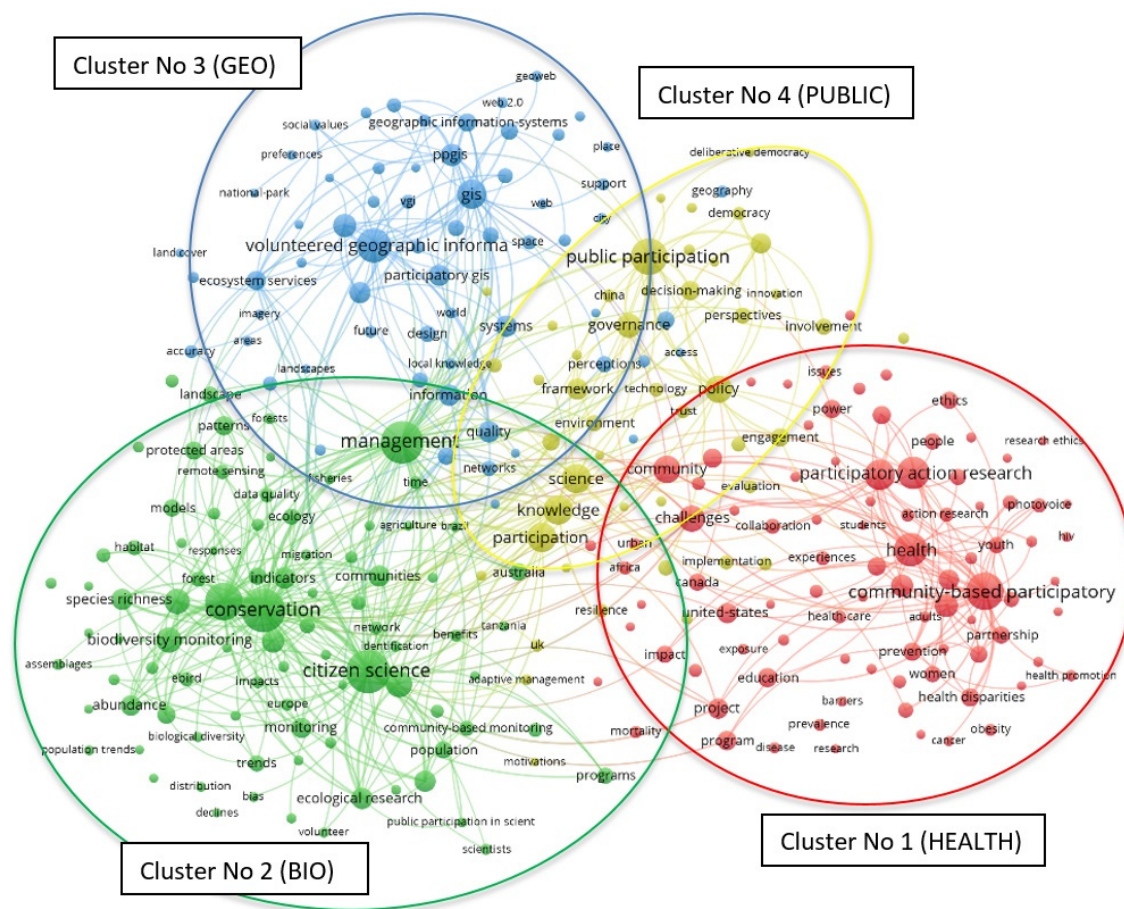 Cluster No 3 (GEO)
Cluster No 4 (PUBLIC)
geoweb
web 2.0
social values
geographic information-systems
place
deliberative democracy
preferences
ppgis
support
geography
national-park
vgi
gis
web
city
democracy
land cover
volunteered geographic informa
space
public participation
ecosystem services
participatory gis
china
decision-making
innovation
imagery
world
governance
perspectives
areas
future
design
systems
involvement
accuracy
local knowledge
perceptions
access
landscapes
issues
landscape
information
framework
technology
policy
forests
power
ethics
patterns
environment
trust
management
quality
engagement
people
research ethics
protected areas
remote sensing
fisheries
networks
community
participatory action research
time
science
evaluation
data quality
models
ecology
knowledge
challenges
collaboration
action research
photovoice
agriculture
brazil
students
participation
hiv
habitat
responses
migration
urban
health
youth
forest
indicators
communities
australia
africa
implementation
experiences
canada
species richness
conservation
community-based participatory
resilience
united-states
health-care
adults
network
benefits
tanzania
partnership
biodiversity monitoring
dentification
uk
exposure
prevention
assemblages
citizen science
impact
women
ebird
impacts
adaptive management
education
health promotion
abundance
europe
health disparities
barriers
project
monitoring
community-based monitoring
mortality
prevalence
obesity
biological diversity
program
cancer
population trends
population
disease
research
trends
motivations
programs
distribution
bias
ecological research
declines
public participation in scient
volunteer
scientists
Cluster No 2 (BIO)
Cluster No 1 (HEALTH)